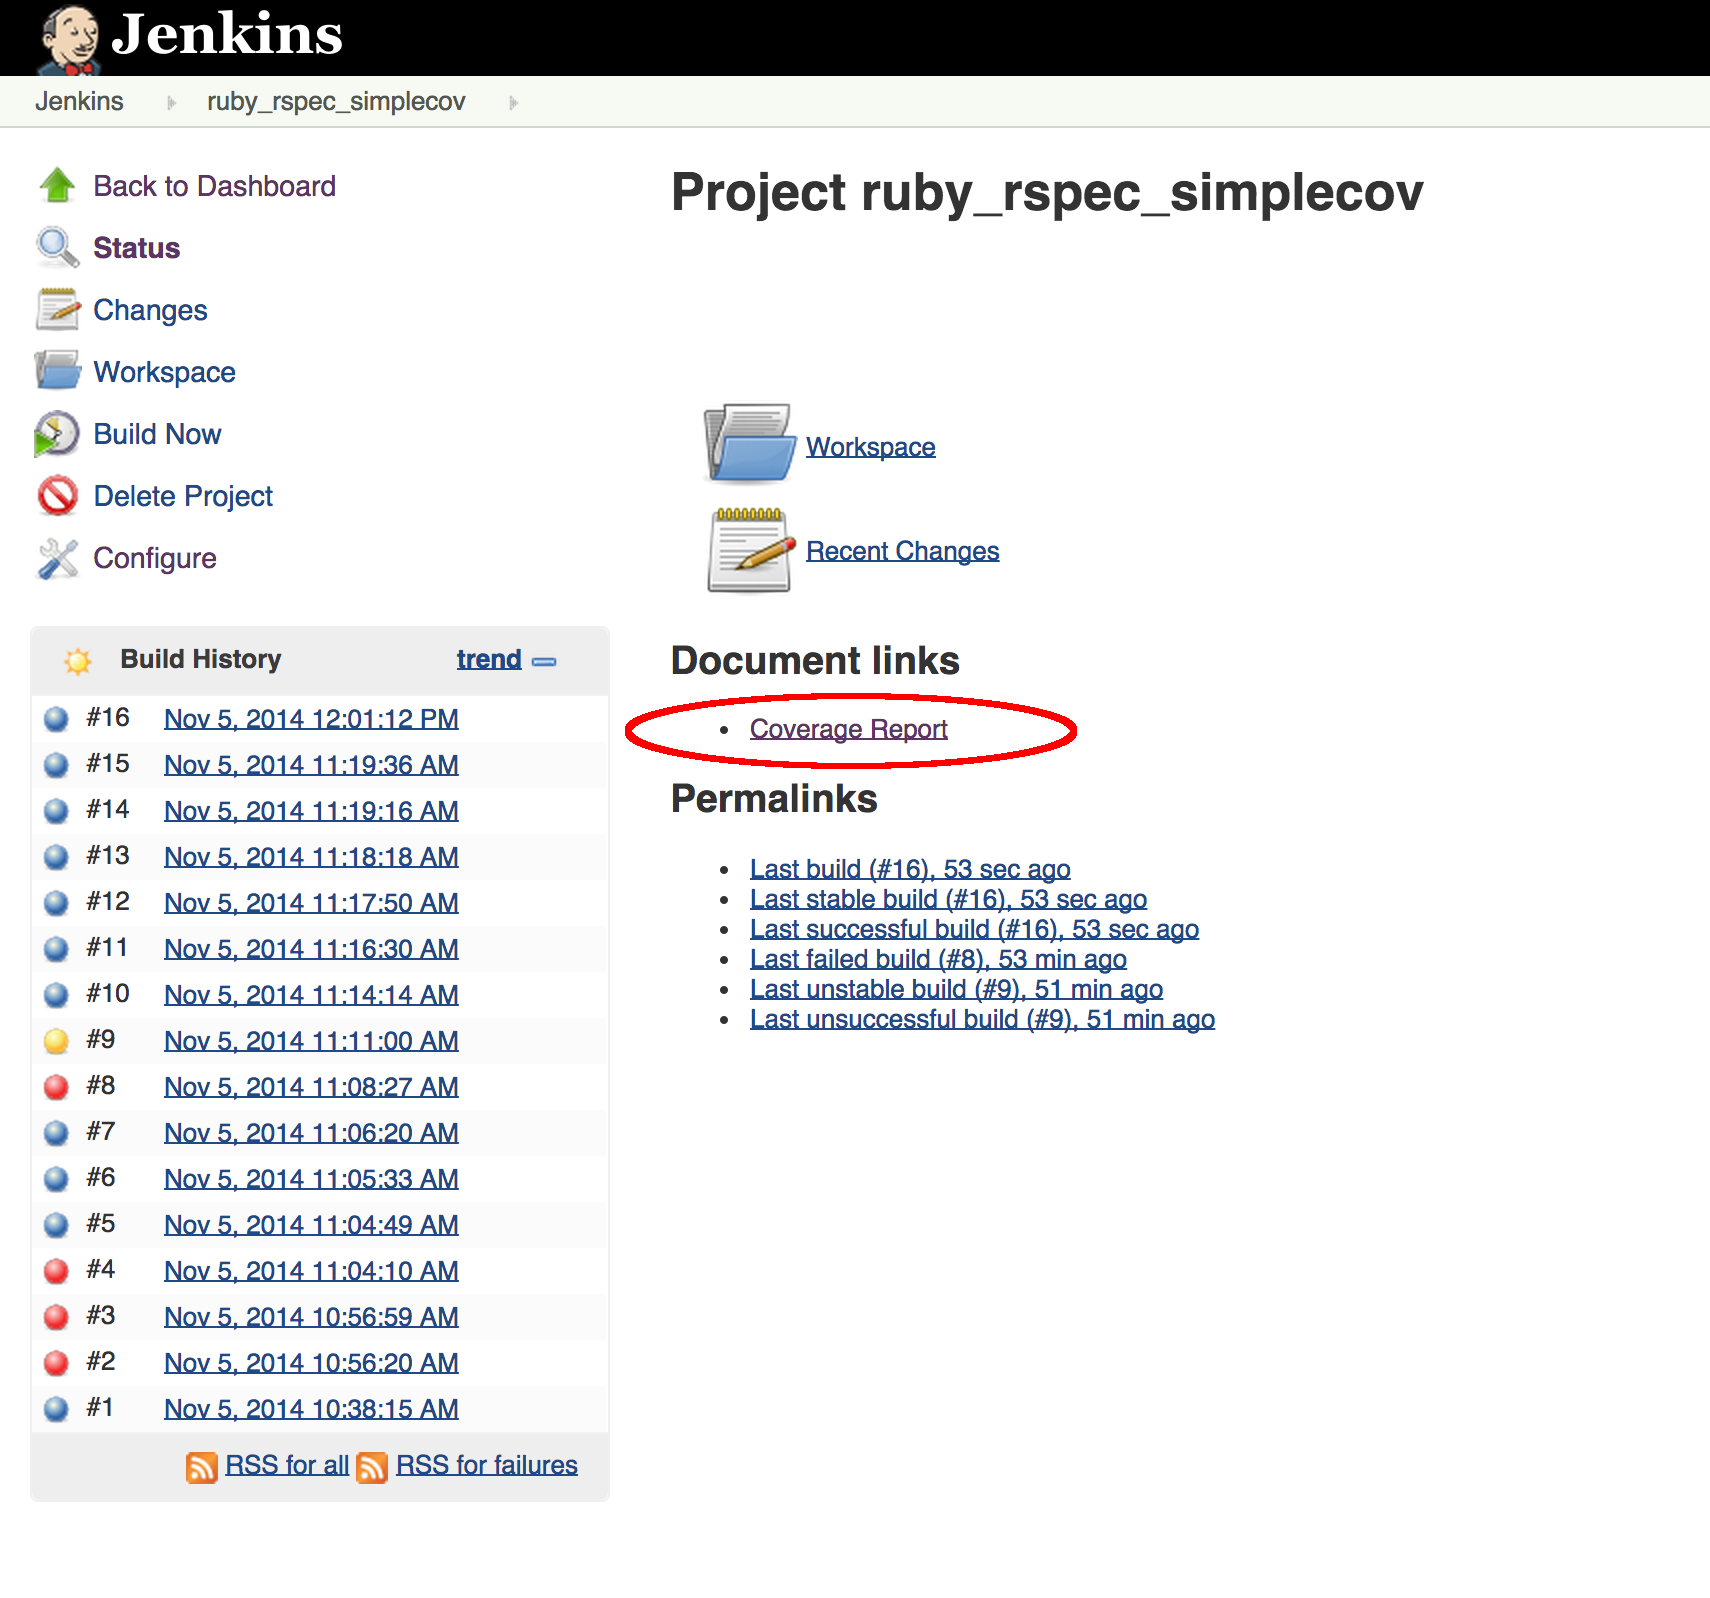 Jenkins
Jenkins ruby_rspec_simplecov
Back to Dashboard
Status
Changes
Workspace
Build Now
Delete Project
Configure
Build History trend
#16 Nov 5, 2014 12:01:12 PM
#15 Nov 5, 2014 11:19:36 AM
#14 Nov 5, 2014 11:19:16 AM
#13 Nov 5, 2014 11:18:18 AM
#12 Nov 5, 2014 11:17:50 AM
#11 Nov 5, 2014 11:16:30 AM
#10 Nov 5, 2014 11:14:14 AM
#9 Nov 5, 2014 11:11:00 AM
#8 Nov 5, 2014 11:08:27 AM
#7 Nov 5, 2014 11:06:20 AM
#6 Nov 5, 2014 11:05:33 AM
#5 Nov 5, 2014 11:04:49 AM
#4 Nov 5, 2014 11:04:10 AM
#3 Nov 5, 2014 10:56:59 AM
#2 Nov 5, 2014 10:56:20 AM
#1 Nov 5, 2014 10:38:15 AM
RSS for all RSS for failures
Project ruby_rspec_simplecov
Workspace
Recent Changes
Document links
• Coverage Report
Permalinks
• Last build (#16), 53 sec ago
• Last stable build (#16), 53 sec ago
• Last successful build (#16), 53 sec ago
• Last failed build (#8), 53 min ago
• Last unstable build (#9), 51 min ago
• Last unsuccessful build (#9), 51 min ago